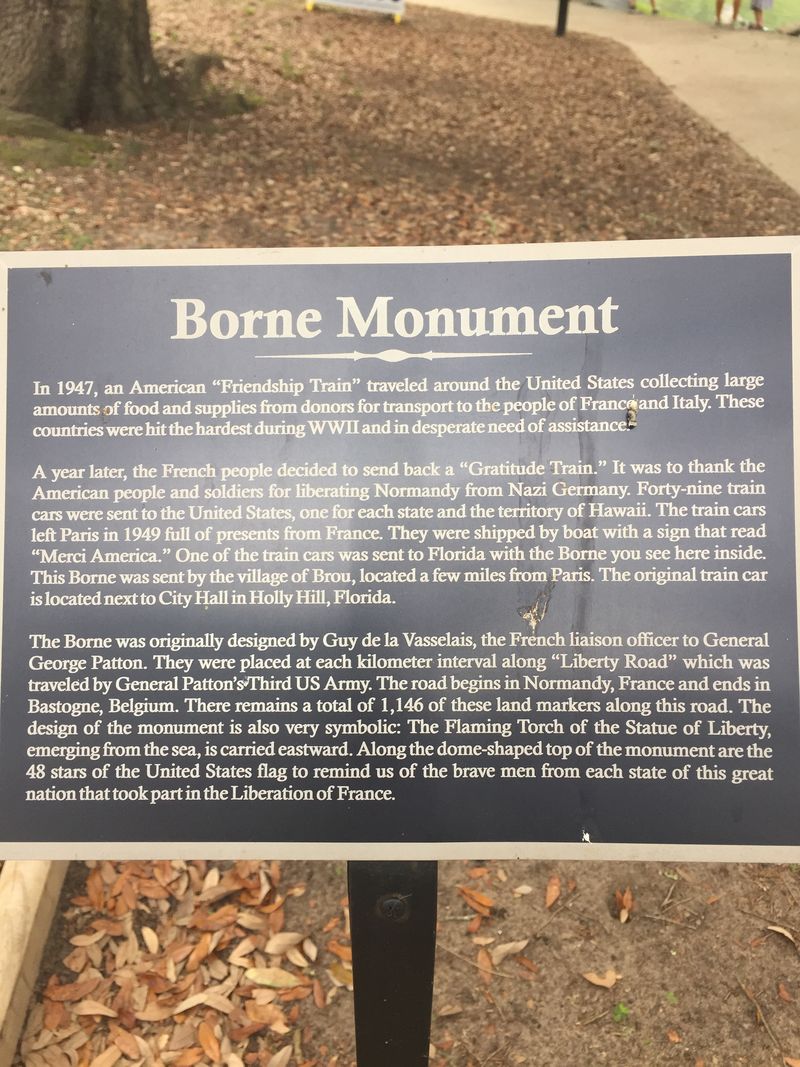 Borne Monument
In 1947, an American “Friendship Train” traveled around the United States collecting large
amounts of food and supplies from donors for transport to the people of France and Italy. These
countries were hit the hardest during WWII and in desperate need of assistance.
A year later, the French people decided to send back a “Gratitude Train.” It was to thank the
American people and soldiers for liberating Normandy from Nazi Germany. Forty-nine train
cars were sent to the United States, one for each state and the territory of Hawaii. The train cars
left Paris in 1949 full of presents from France. They were shipped by boat with a sign that read
“Merci America.” One of the train cars was sent to Florida with the Borne you see here inside.
This Borne was sent by the village of Brou, located a few miles from Paris. The original train car
is located next to City Hall in Holly Hill, Florida.
The Borne was originally designed by Guy de la Vasselais, the French liaison officer to General
George Patton. They were placed at each kilometer interval along “Liberty Road” which was
traveled by General Patton’s Third US Army. The road begins in Normandy, France and ends in
Bastogne, Belgium. There remains a total of 1,146 of these land markers along this road. The
design of the monument is also very symbolic: The Flaming Torch of the Statue of Liberty,
emerging from the sea, is carried eastward. Along the dome-shaped top of the monument are the
48 stars of the United States flag to remind us of the brave men from each state of this great
nation that took part in the Liberation of France.